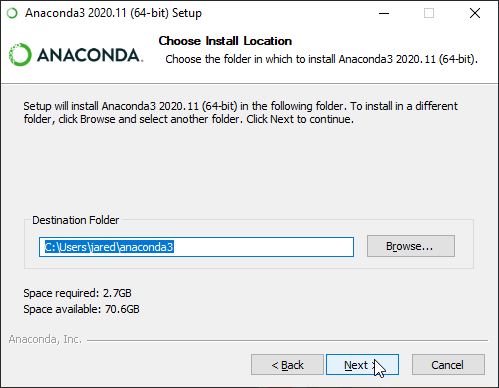 Anaconda3 2020.11 (64-bit) Setup
ANACONDA.
Choose Install Location
Choose the folder in which to install Anaconda3 2020.11 (64-bit).
Setup will install Anaconda3 2020.11 (64-bit) in the following folder. To install in a different
folder, click Browse and select another folder. Click Next to continue.
Destination Folder
C:\Users\jared\anaconda3
Browse...
Space required: 2.7GB
Space available: 70.6GB
Anaconda, Inc.
< Back
Next >
Cancel